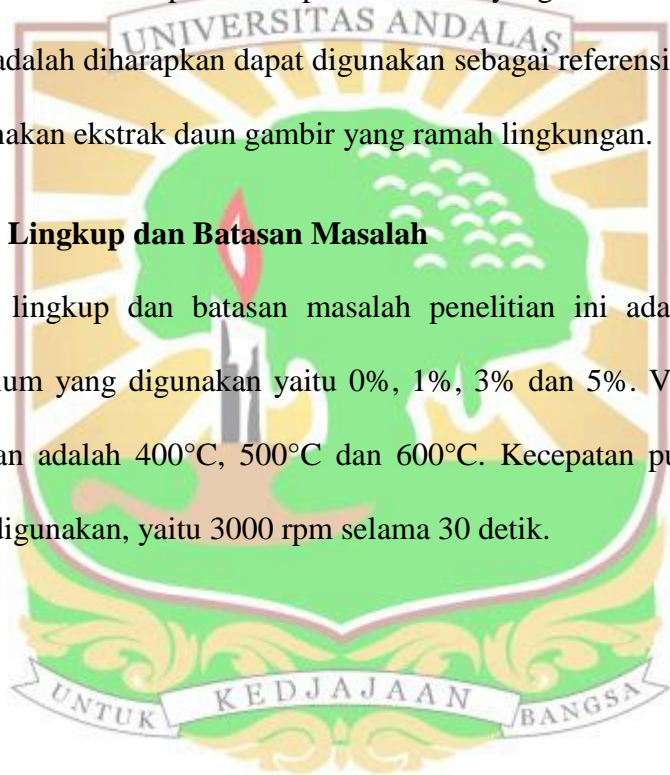 yang
UNIVERSITAS ANDALAS
adalah diharapkan dapat digunakan sebagai referensi
nakan ekstrak daun gambir yang ramah lingkungan.
Lingkup dan Batasan Masalah
lingkup dan batasan masalah penelitian ini ada
um yang digunakan yaitu 0%, 1%, 3% dan 5%. V
an adalah 400°C, 500°C dan 600°C. Kecepatan pu
digunakan, yaitu 3000 rpm selama 30 detik.
UNTUK KEDJAJAAN BANGSA